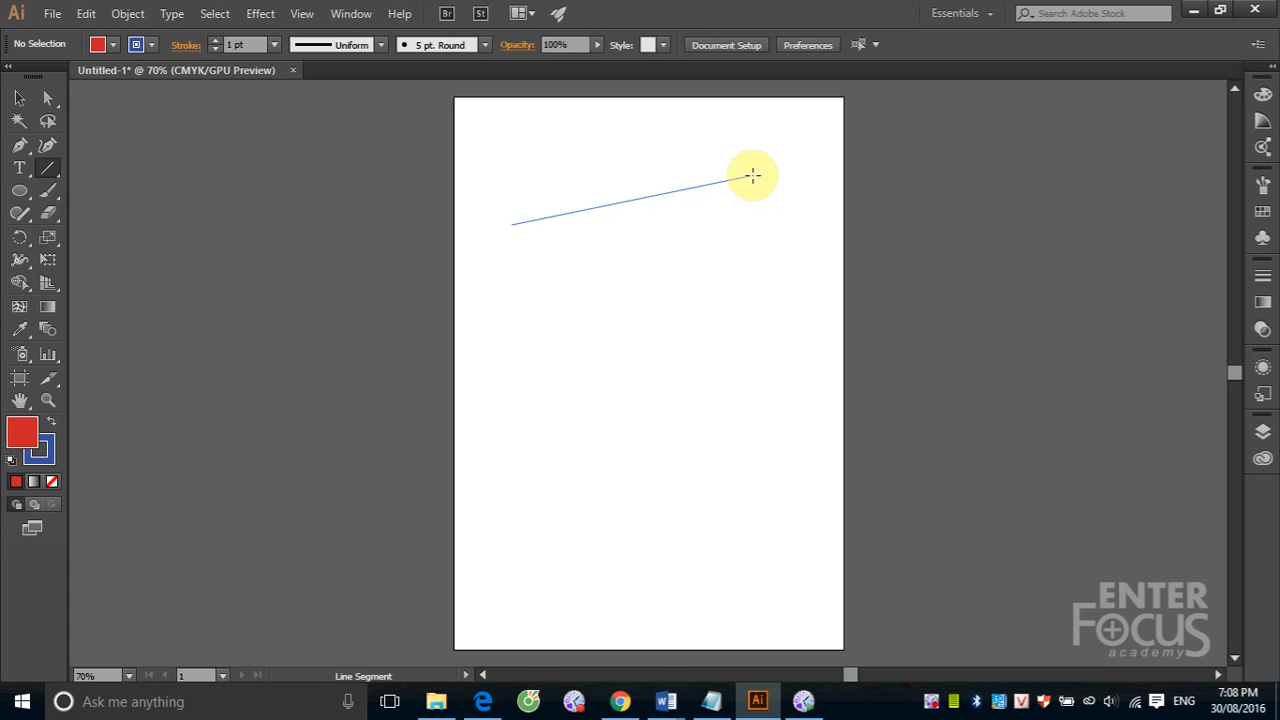 Ai File Edit Object Type Select Effect View Window Help Br St Essentials Search Adobe Stock
No Selection Stroke: 1 pt Uniform 5 pt. Round Opacity: 100% Style: Document Setup Preferences
Untitled-1* @ 70% (CMYK/GPU Preview)
T
ENTER
FOCUS
academy
70% 1 Line Segment
Ask me anything Ai ENG 7:08 PM
30/08/2016